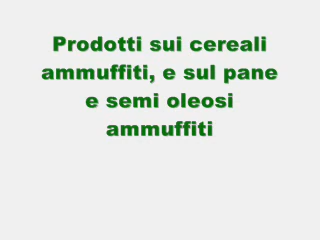 Prodotti sui cereali
ammuffiti, e sul pane
e semi oleosi
ammuffiti